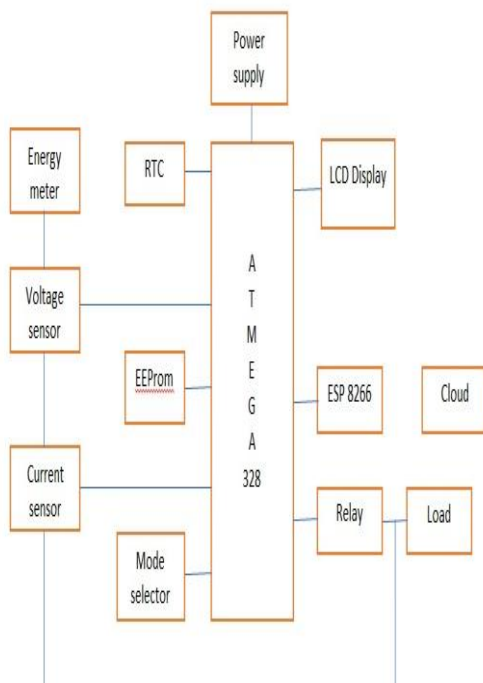 Power
supply
Energy
meter
RTC
LCD Display
A
T
M
E
G
A
328
Voltage
sensor
EEProm
ESP 8266
Cloud
Current
sensor
Relay
Load
Mode
selector